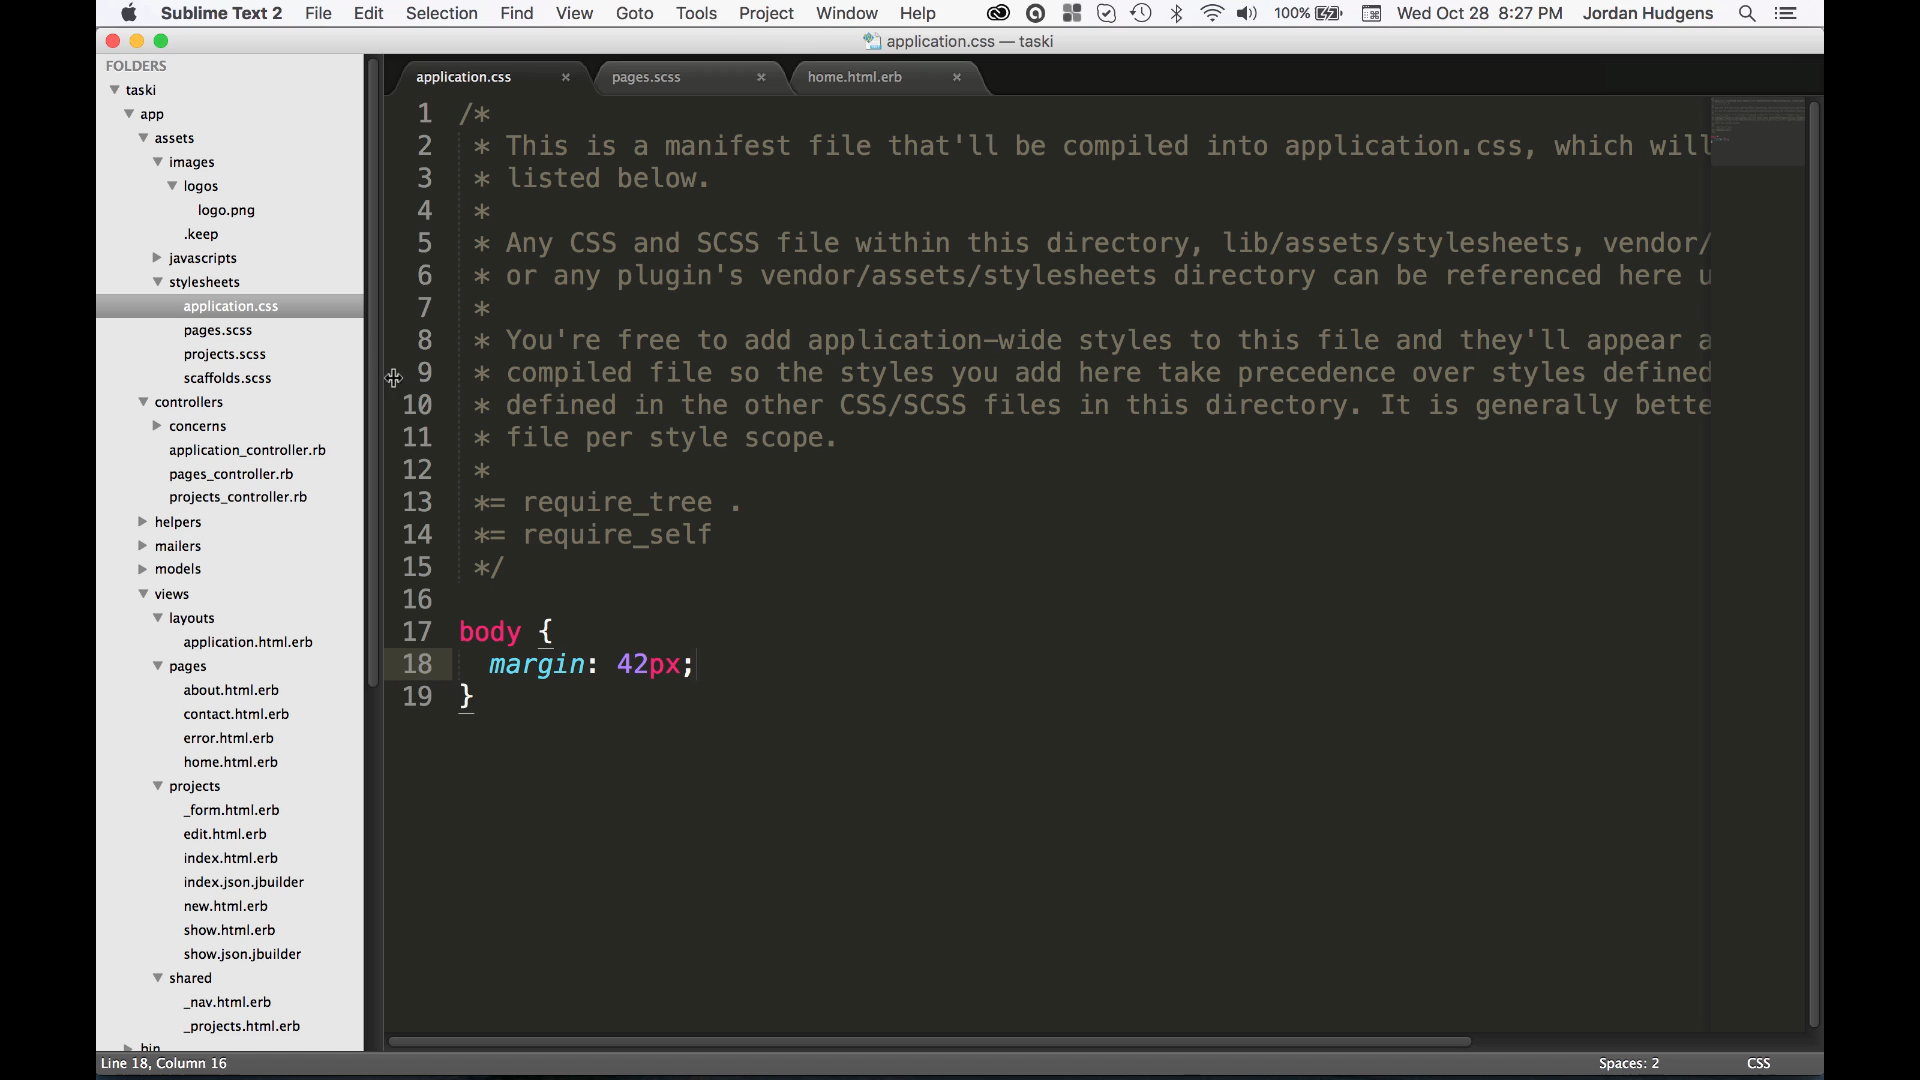 Sublime Text 2 File Edit Selection Find View Goto Tools Project Window Help 100% Wed Oct 28 8:27 PM Jordan Hudgens
application.css — taski
FOLDERS
taski
app
assets
images
logos
logo.png
.keep
javascripts
stylesheets
application.css
pages.scss
projects.scss
scaffolds.scss
controllers
concerns
application_controller.rb
pages_controller.rb
projects_controller.rb
helpers
mailers
models
views
layouts
application.html.erb
pages
about.html.erb
contact.html.erb
error.html.erb
home.html.erb
projects
_form.html.erb
edit.html.erb
index.html.erb
index.json.jbuilder
new.html.erb
show.html.erb
show.json.jbuilder
shared
_nav.html.erb
_projects.html.erb
bin
application.css × pages.scss × home.html.erb ×
1 /*
2 * This is a manifest file that'll be compiled into application.css, which will
3 * listed below.
4 *
5 * Any CSS and SCSS file within this directory, lib/assets/stylesheets, vendor/
6 * or any plugin's vendor/assets/stylesheets directory can be referenced here u
7 *
8 * You're free to add application-wide styles to this file and they'll appear a
9 * compiled file so the styles you add here take precedence over styles defined
10 * defined in the other CSS/SCSS files in this directory. It is generally bette
11 * file per style scope.
12 *
13 *= require_tree .
14 *= require_self
15 */
16
17 body {
18 margin: 42px;
19 }
Line 18, Column 16 Spaces: 2 CSS